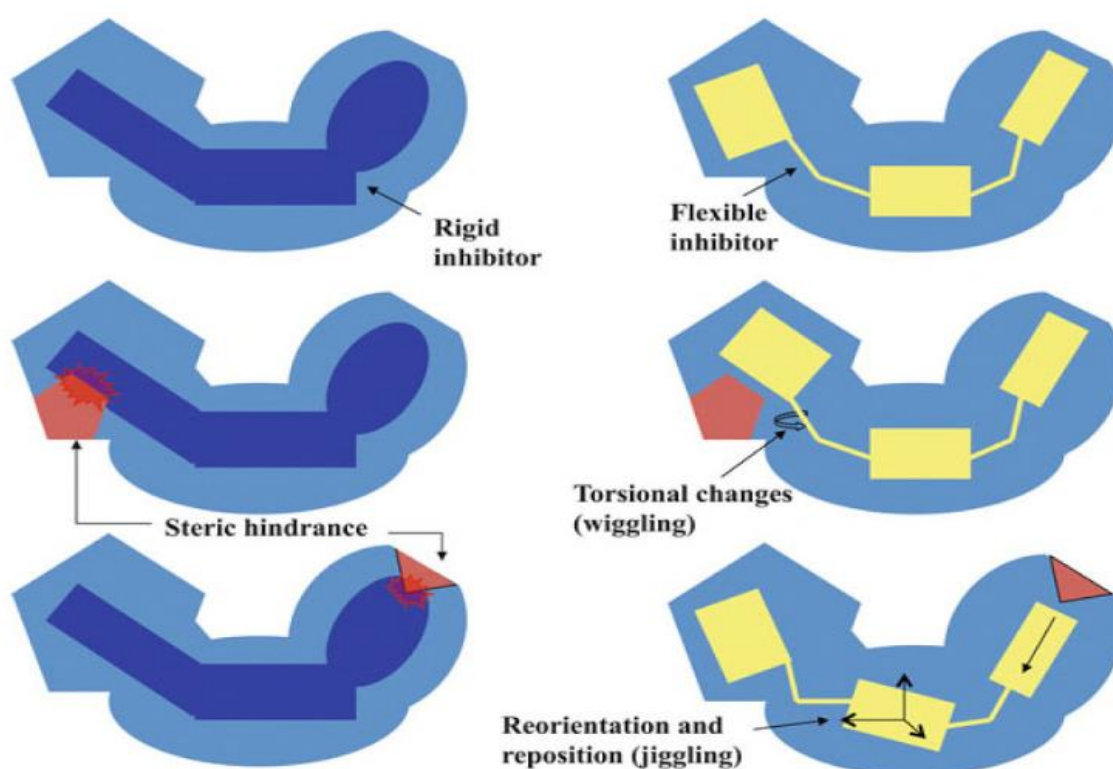 Rigid
inhibitor
Flexible
inhibitor
Steric hindrance
Torsional changes
(wiggling)
Reorientation and
reposition (jiggling)